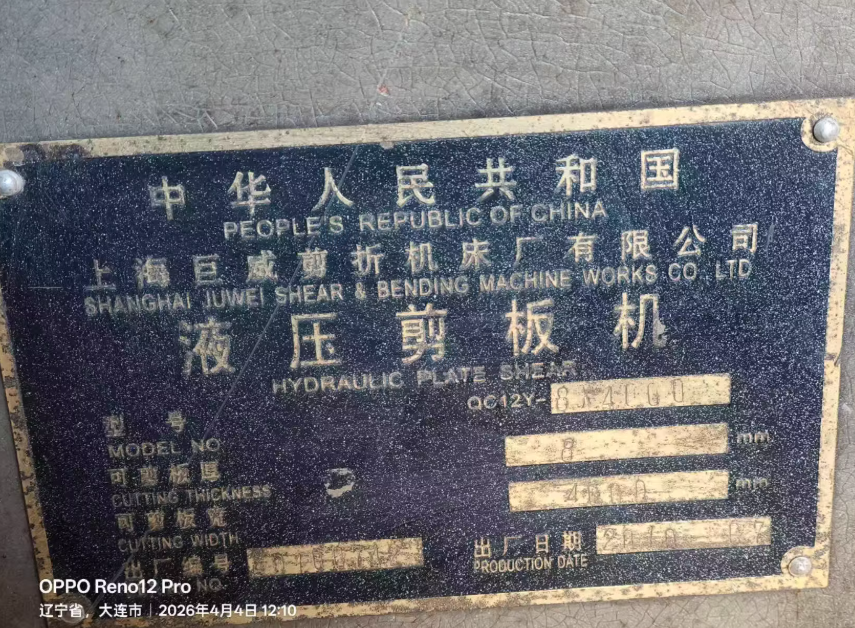 中华人民共和国
PEOPLE'S REPUBLIC OF CHINA
上海巨威剪折机床厂有限公司
SHANGHAI JUWEI SHEAR & BENDING MACHINE WORKS CO. LTD
液压剪板机
HYDRAULIC PLATE SHEAR
型号 QC12Y-8X4000
MODEL NO
可剪板厚 8 mm
CUTTING THICKNESS
可剪板宽 4000 mm
CUTTING WIDTH
出厂编号
NO.
出厂日期
PRODUCTION DATE
OPPO Reno12 Pro
辽宁省，大连市｜2026年4月4日 12:10